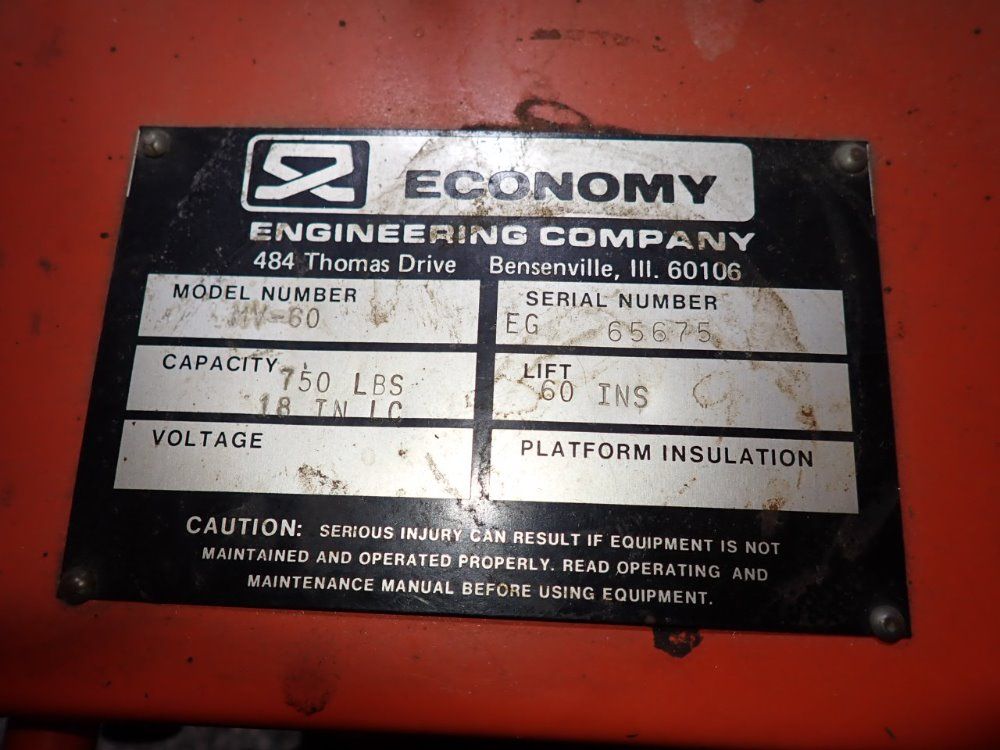 ECONOMY
ENGINEERING COMPANY
484 Thomas Drive Bensenville, Ill. 60106
MODEL NUMBER
MV-60
SERIAL NUMBER
EG 65675
CAPACITY
750 LBS
18 IN LC
LIFT
60 INS
VOLTAGE
PLATFORM INSULATION
CAUTION: SERIOUS INJURY CAN RESULT IF EQUIPMENT IS NOT
MAINTAINED AND OPERATED PROPERLY. READ OPERATING AND
MAINTENANCE MANUAL BEFORE USING EQUIPMENT.